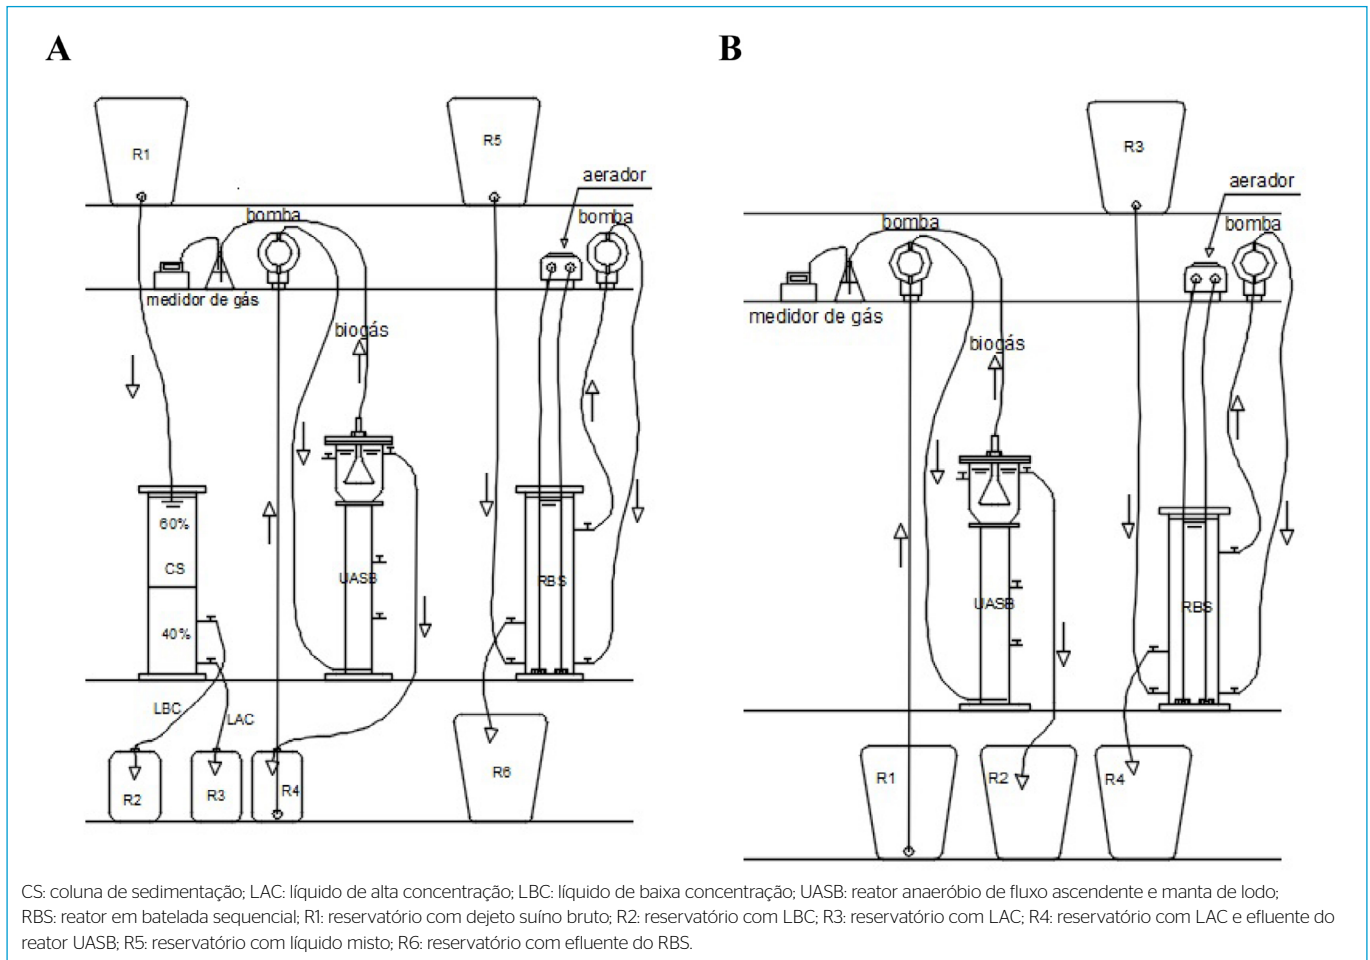 A
B
R1
R5
R3
aerador
aerador
bomba
bomba
bomba
bomba
medidor de gás
medidor de gás
biogás
biogás
60%
CS
40%
UASB
RBS
UASB
RBS
LBC
LAC
R2
R3
R4
R6
R1
R2
R4
CS: coluna de sedimentação; LAC: líquido de alta concentração; LBC: líquido de baixa concentração; UASB: reator anaeróbio de fluxo ascendente e manta de lodo;
RBS: reator em batelada sequencial; R1: reservatório com dejeto suíno bruto; R2: reservatório com LBC; R3: reservatório com LAC; R4: reservatório com LAC e efluente do
reator UASB; R5: reservatório com líquido misto; R6: reservatório com efluente do RBS.